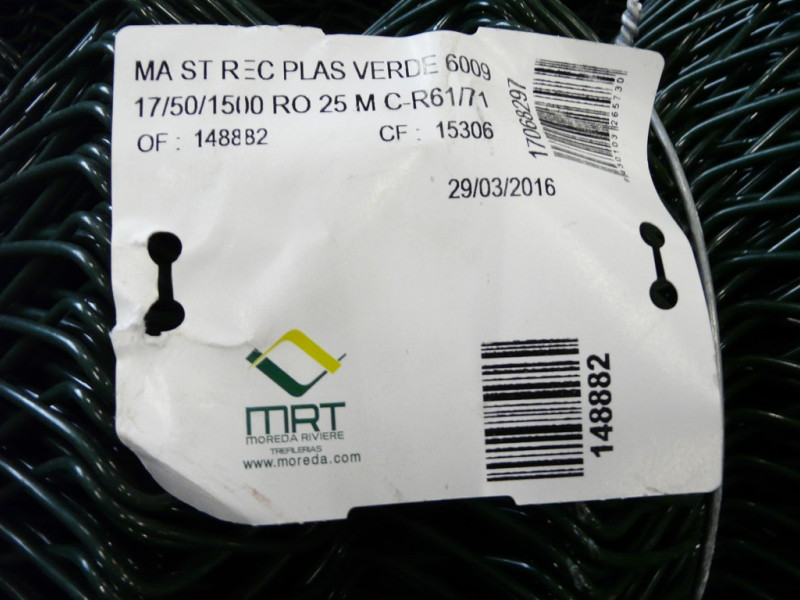 MA ST REC PLAS VERDE 6009
17/50/1500 RO 25 M C-R61/71
OF : 148882 CF : 15306
29/03/2016
17068297
148882
MRT
MOREDA RIVIERE
TREFILERIAS
www.moreda.com